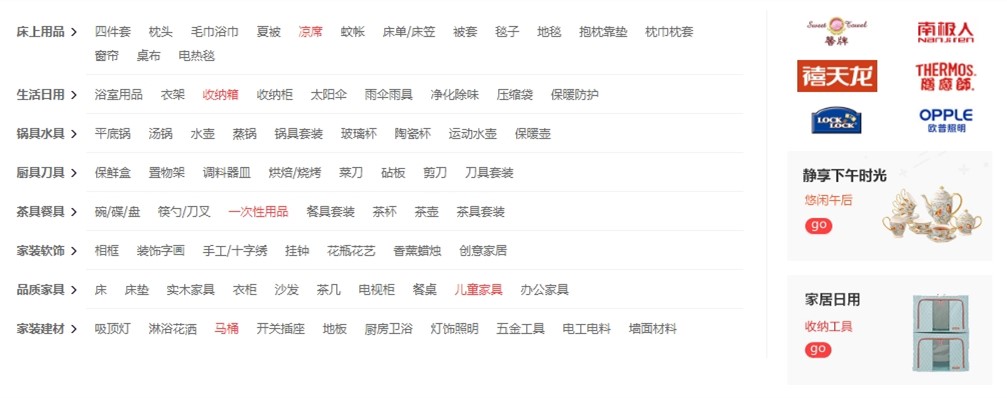 床上用品 > 四件套 枕头 毛巾浴巾 夏被 凉席 蚊帐 床单/床笠 被套 毯子 地毯 抱枕靠垫 枕巾枕套
窗帘 桌布 电热毯
生活日用 > 浴室用品 衣架 收纳箱 收纳柜 太阳伞 雨伞雨具 净化除味 压缩袋 保暖防护
锅具水具 > 平底锅 汤锅 水壶 蒸锅 锅具套装 玻璃杯 陶瓷杯 运动水壶 保暖壶
厨具刀具 > 保鲜盒 置物架 调料器皿 烘焙/烧烤 菜刀 砧板 剪刀 刀具套装
茶具餐具 > 碗/碟/盘 筷勺/刀叉 一次性用品 餐具套装 茶杯 茶壶 茶具套装
家装软饰 > 相框 装饰字画 手工/十字绣 挂钟 花瓶花艺 香薰蜡烛 创意家居
品质家具 > 床 床垫 实木家具 衣柜 沙发 茶几 电视柜 餐桌 儿童家具 办公家具
家装建材 > 吸顶灯 淋浴花洒 马桶 开关插座 地板 厨房卫浴 灯饰照明 五金工具 电工电料 墙面材料
Sweet Touch
馨牌
南极人
Nanjiren
禧天龙
THERMOS.
膳魔師
LOCK & LOCK
OPPLE
欧普照明
静享下午时光
悠闲午后
go
家居日用
收纳工具
go